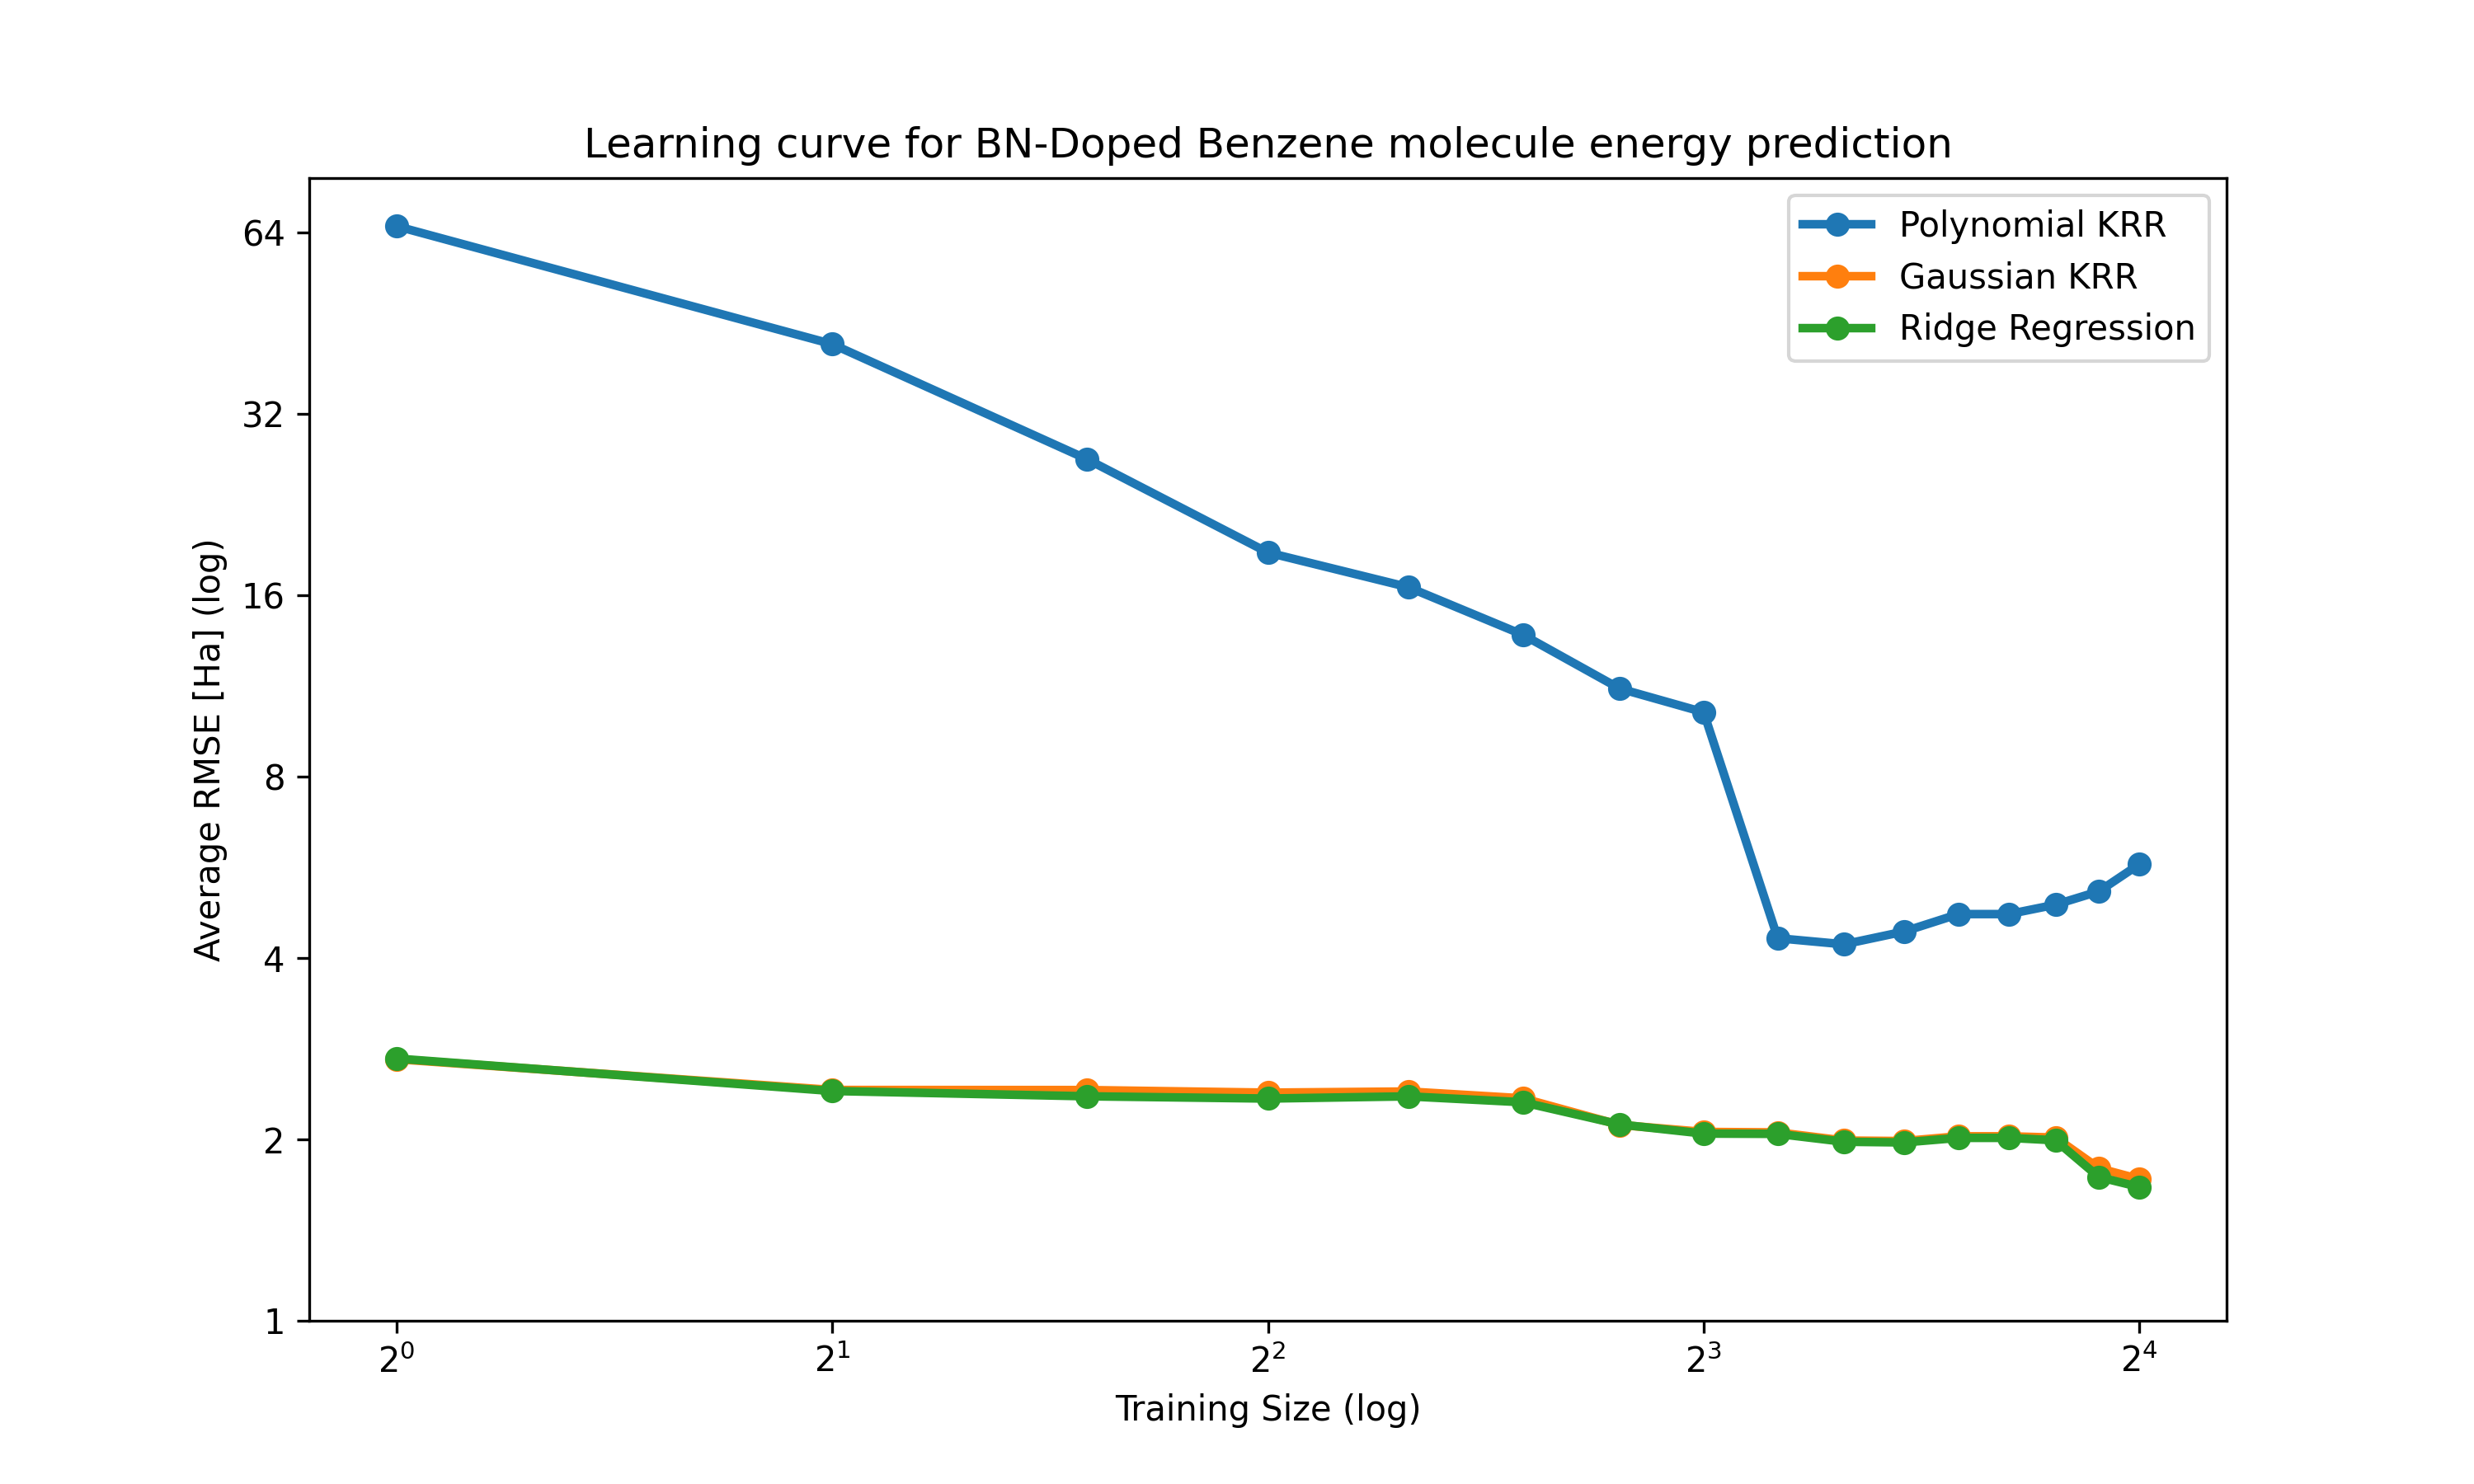 Learning curve for BN-Doped Benzene molecule energy prediction
Polynomial KRR
Gaussian KRR
Ridge Regression
Average RMSE [Ha] (log)
64
32
16
8
4
2
1
2⁰ 2¹ 2² 2³ 2⁴
Training Size (log)